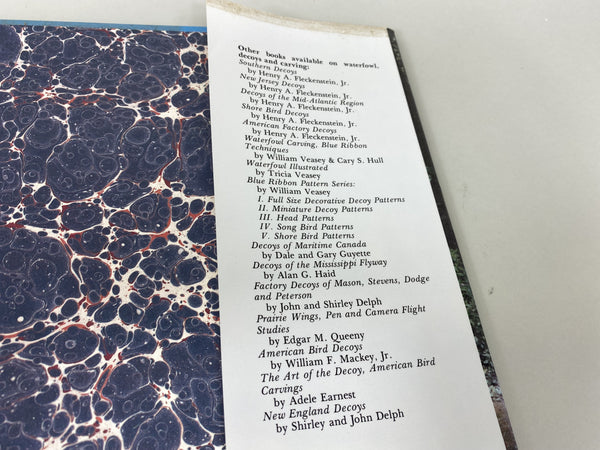 Other books available on waterfowl,
decoys and carving:
Southern Decoys
by Henry A. Fleckenstein, Jr.
New Jersey Decoys
by Henry A. Fleckenstein, Jr.
Decoys of the Mid-Atlantic Region
by Henry A. Fleckenstein, Jr.
Shore Bird Decoys
by Henry A. Fleckenstein, Jr.
American Factory Decoys
by Henry A. Fleckenstein, Jr.
Waterfowl Carving, Blue Ribbon
Techniques
by William Veasey & Cary S. Hull
Waterfowl Illustrated
by Tricia Veasey
Blue Ribbon Pattern Series:
by William Veasey
I. Full Size Decorative Decoy Patterns
II. Miniature Decoy Patterns
III. Head Patterns
IV. Song Bird Patterns
V. Shore Bird Patterns
Decoys of Maritime Canada
by Dale and Gary Guyette
Decoys of the Mississippi Flyway
by Alan G. Haid
Factory Decoys of Mason, Stevens, Dodge
and Peterson
by John and Shirley Delph
Prairie Wings, Pen and Camera Flight
Studies
by Edgar M. Queeny
American Bird Decoys
by William F. Mackey, Jr.
The Art of the Decoy, American Bird
Carvings
by Adele Earnest
New England Decoys
by Shirley and John Delph